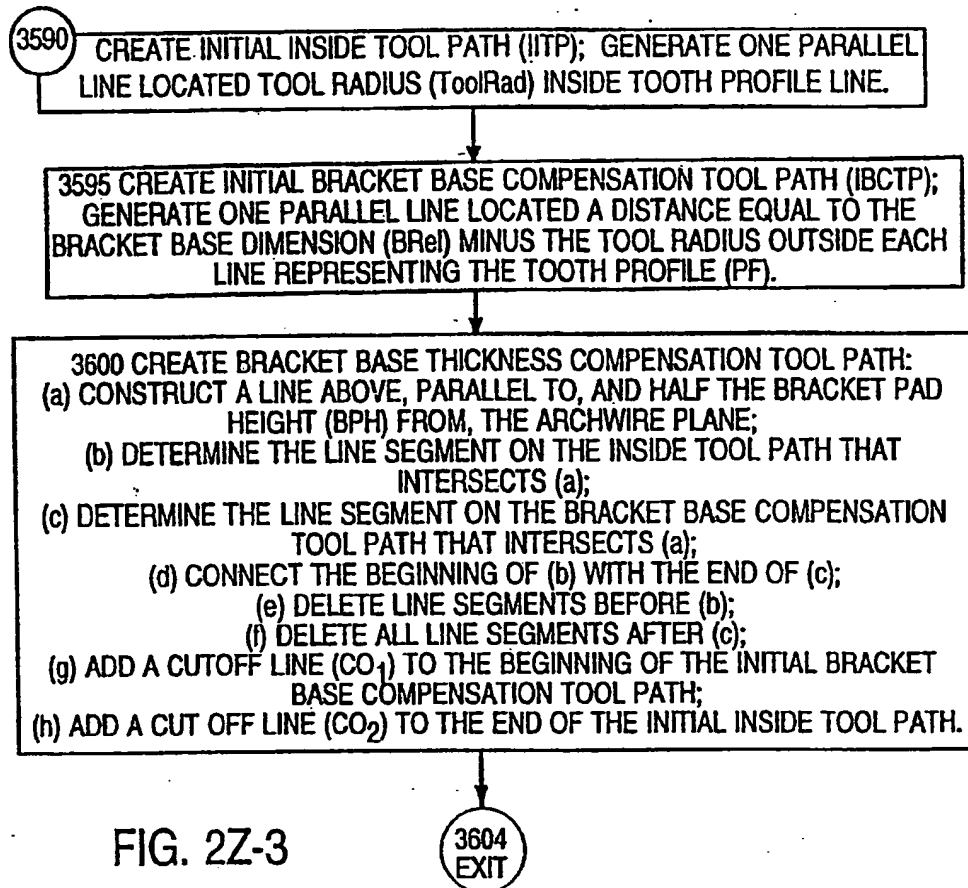 3590 CREATE INITIAL INSIDE TOOL PATH (IITP); GENERATE ONE PARALLEL
LINE LOCATED TOOL RADIUS (ToolRad) INSIDE TOOTH PROFILE LINE.
3595 CREATE INITIAL BRACKET BASE COMPENSATION TOOL PATH (IBCTP);
GENERATE ONE PARALLEL LINE LOCATED A DISTANCE EQUAL TO THE
BRACKET BASE DIMENSION (BRel) MINUS THE TOOL RADIUS OUTSIDE EACH
LINE REPRESENTING THE TOOTH PROFILE (PF).
3600 CREATE BRACKET BASE THICKNESS COMPENSATION TOOL PATH:
(a) CONSTRUCT A LINE ABOVE, PARALLEL TO, AND HALF THE BRACKET PAD
HEIGHT (BPH) FROM, THE ARCHWIRE PLANE;
(b) DETERMINE THE LINE SEGMENT ON THE INSIDE TOOL PATH THAT
INTERSECTS (a);
(c) DETERMINE THE LINE SEGMENT ON THE BRACKET BASE COMPENSATION
TOOL PATH THAT INTERSECTS (a);
(d) CONNECT THE BEGINNING OF (b) WITH THE END OF (c);
(e) DELETE LINE SEGMENTS BEFORE (b);
(f) DELETE ALL LINE SEGMENTS AFTER (c);
(g) ADD A CUTOFF LINE (CO1) TO THE BEGINNING OF THE INITIAL BRACKET
BASE COMPENSATION TOOL PATH;
(h) ADD A CUT OFF LINE (CO2) TO THE END OF THE INITIAL INSIDE TOOL PATH.
FIG. 2Z-3
3604
EXIT